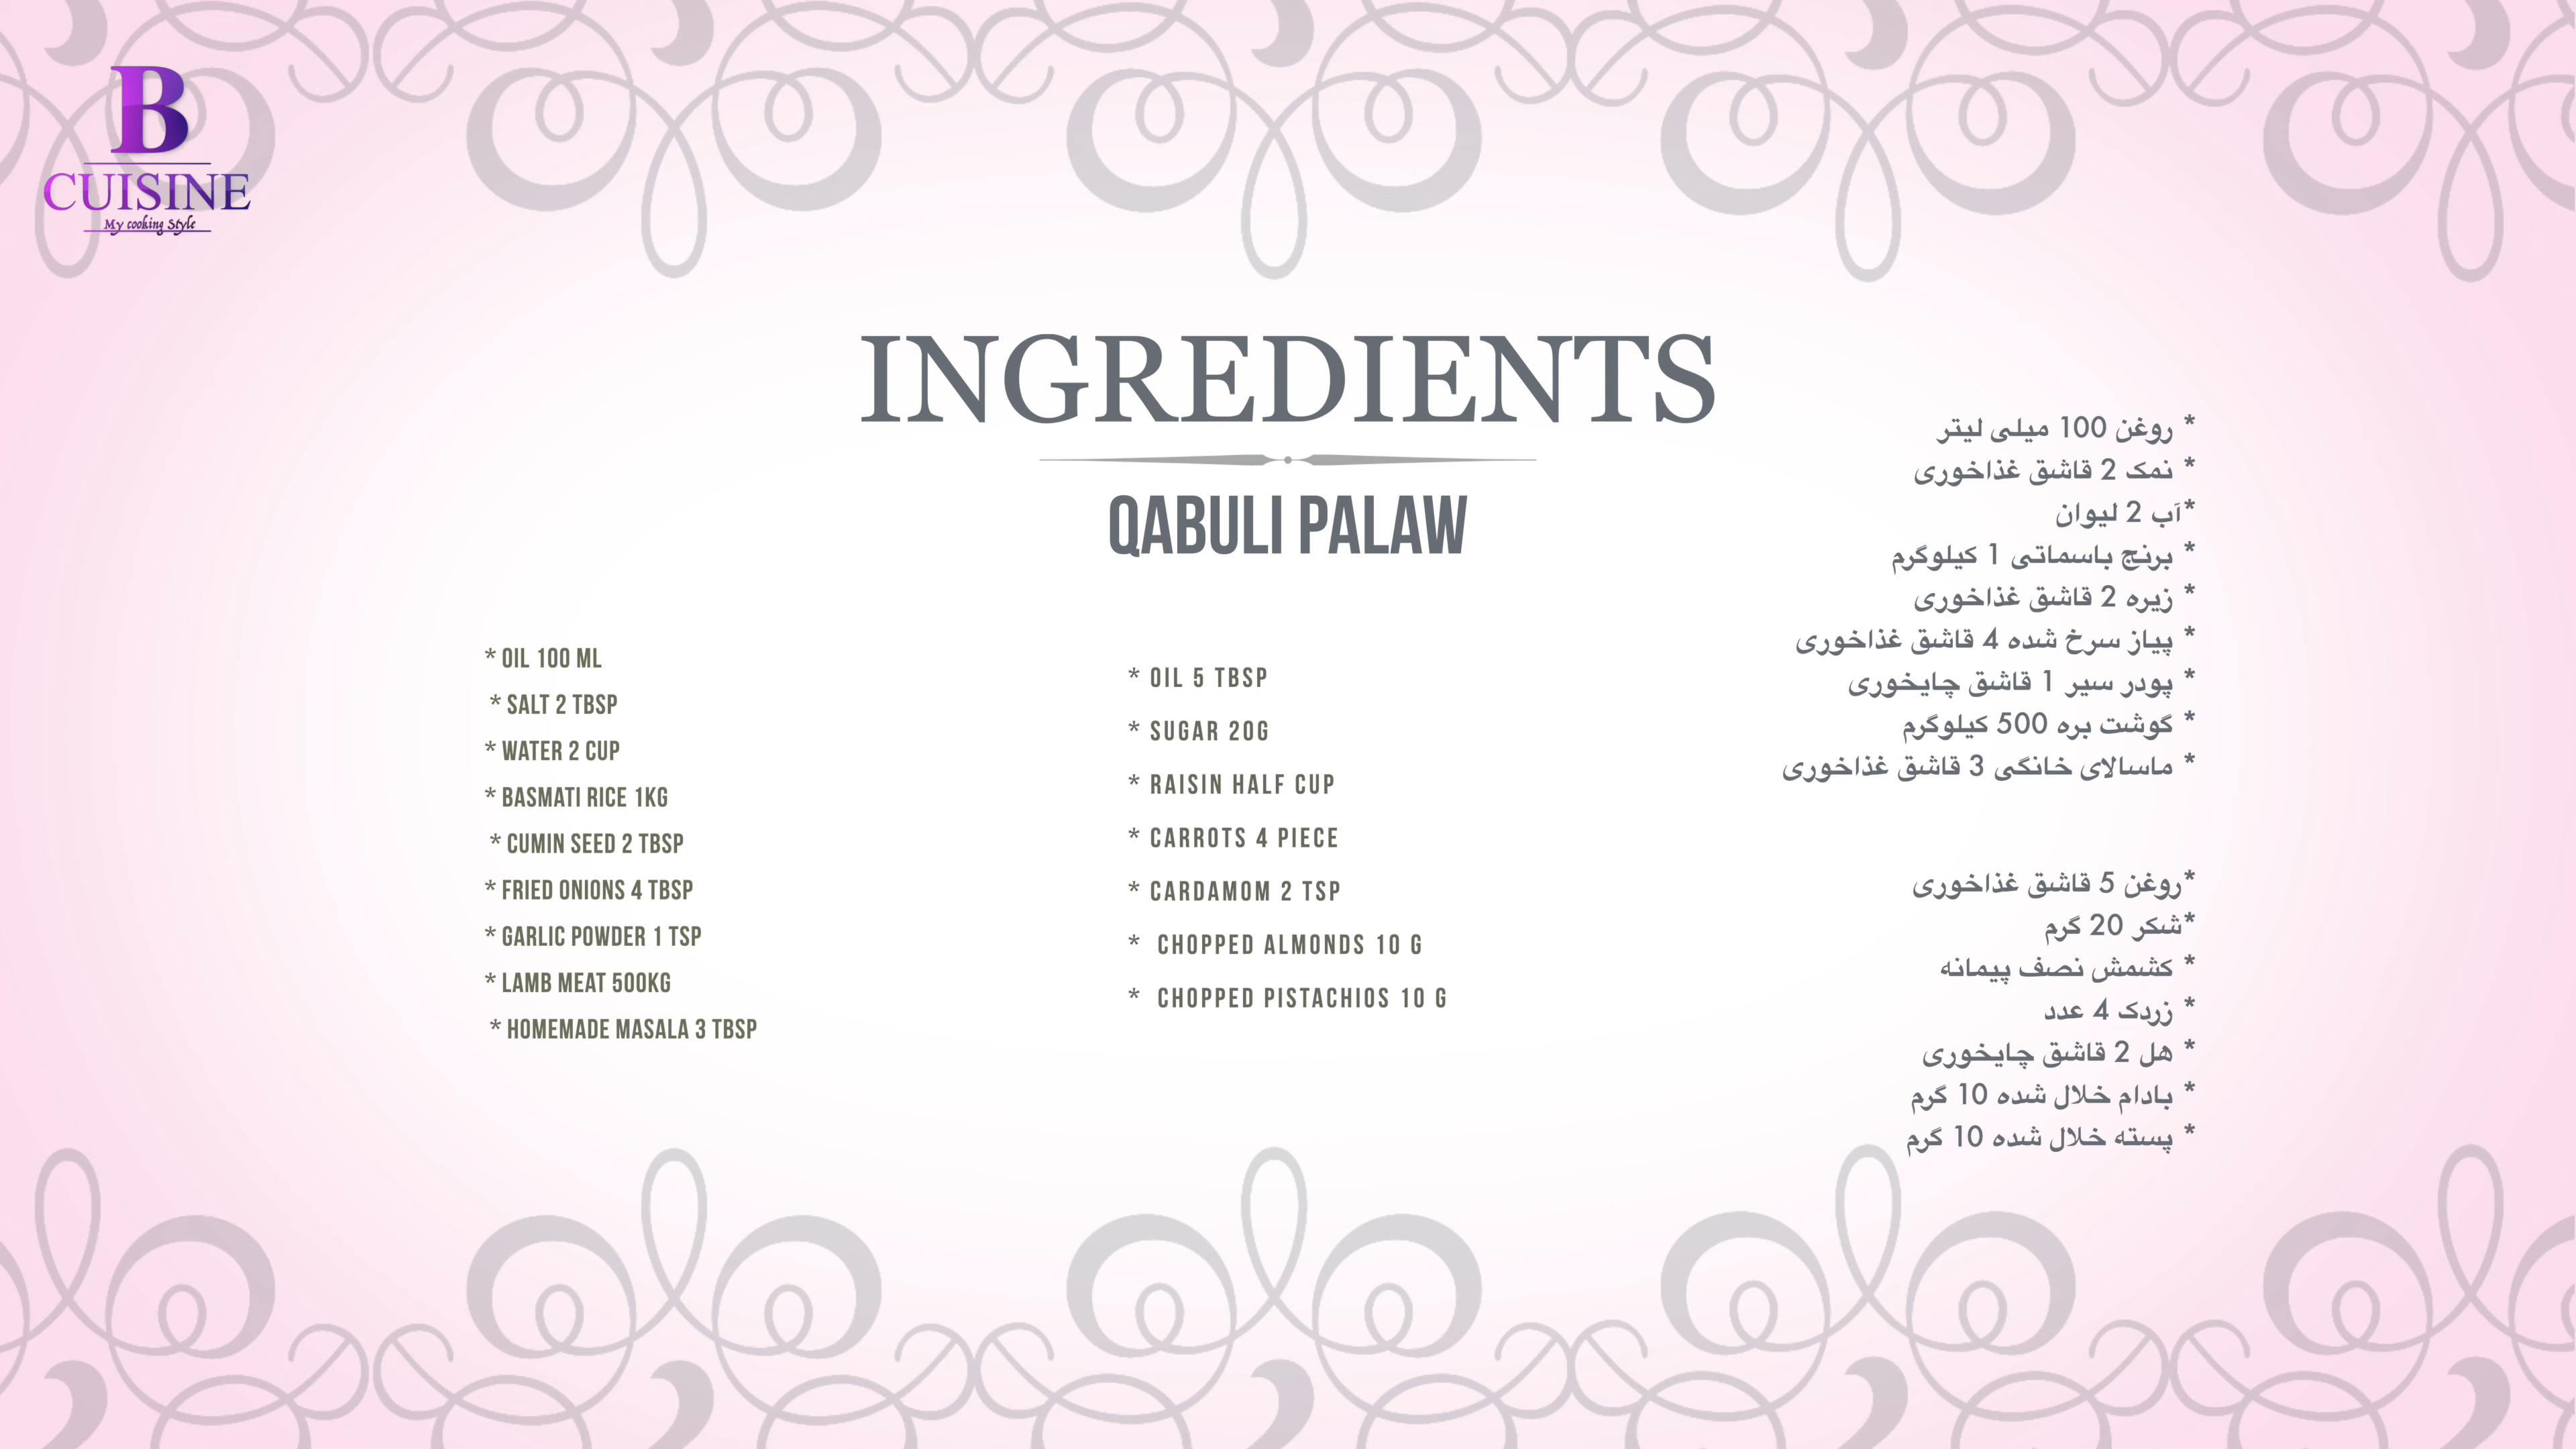 B
CUISINE
My cooking Style
INGREDIENTS
QABULI PALAW
* OIL 100 ML
* SALT 2 TBSP
* WATER 2 CUP
* BASMATI RICE 1KG
* CUMIN SEED 2 TBSP
* FRIED ONIONS 4 TBSP
* GARLIC POWDER 1 TSP
* LAMB MEAT 500KG
* HOMEMADE MASALA 3 TBSP
* OIL 5 TBSP
* SUGAR 20G
* RAISIN HALF CUP
* CARROTS 4 PIECE
* CARDAMOM 2 TSP
* CHOPPED ALMONDS 10 G
* CHOPPED PISTACHIOS 10 G
* روغن 100 میلی لیتر
* نمک 2 قاشق غذاخوری
*آب 2 لیوان
* برنج باسماتی 1 کیلوگرم
* زیره 2 قاشق غذاخوری
* پیاز سرخ شده 4 قاشق غذاخوری
* پودر سیر 1 قاشق چایخوری
* گوشت بره 500 کیلوگرم
* ماسالای خانگی 3 قاشق غذاخوری
*روغن 5 قاشق غذاخوری
*شکر 20 گرم
* کشمش نصف پیمانه
* زردک 4 عدد
* هل 2 قاشق چایخوری
* بادام خلال شده 10 گرم
* پسته خلال شده 10 گرم